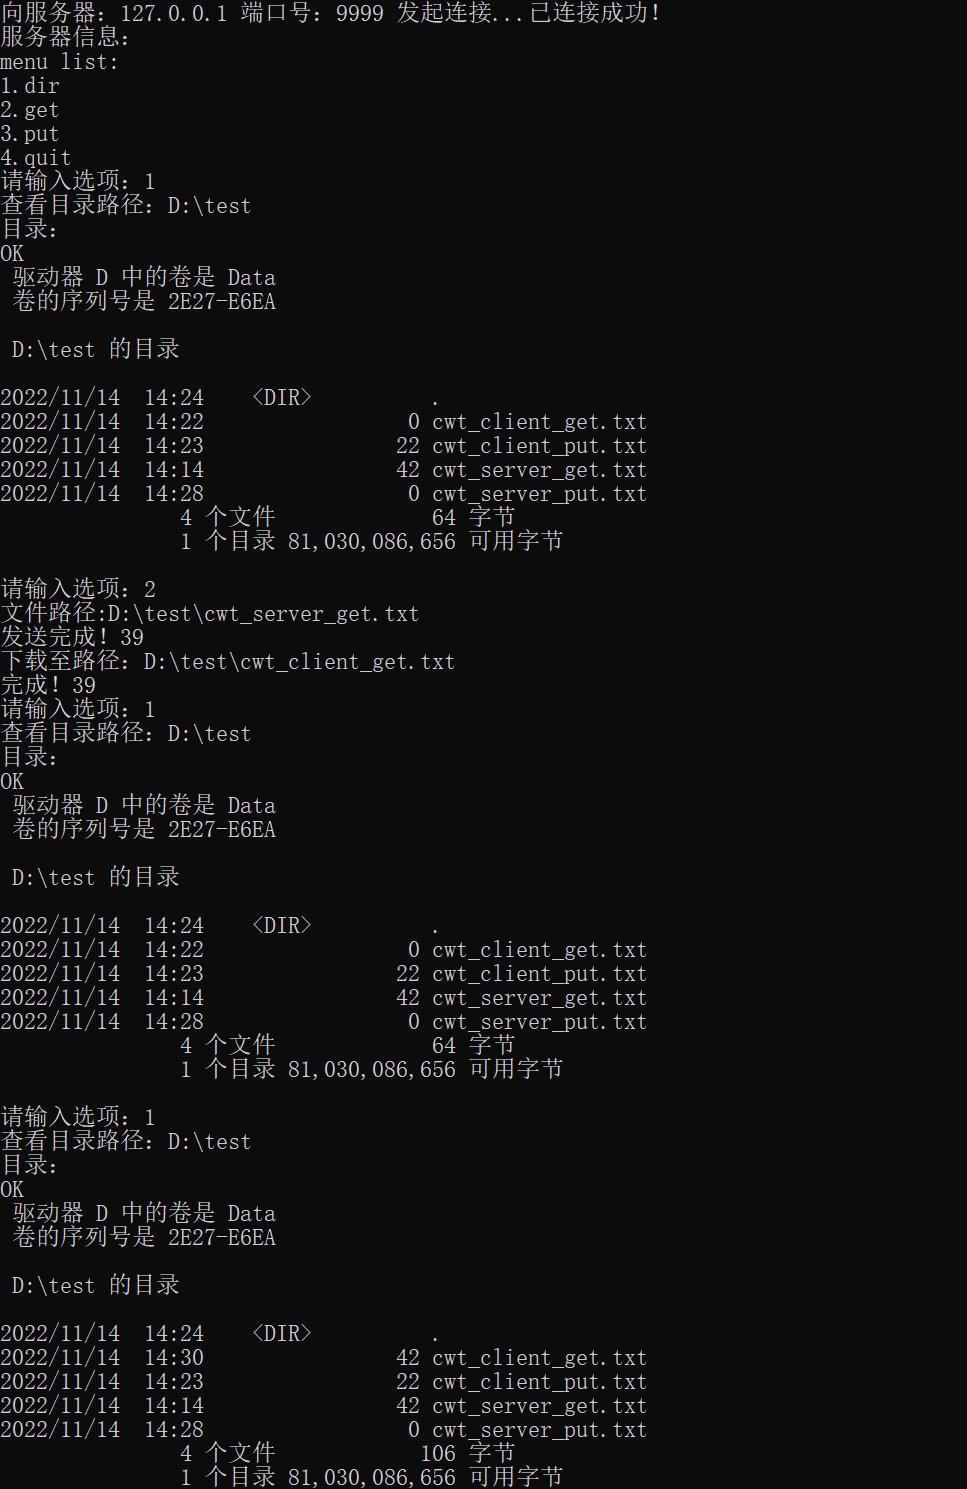 向服务器：127.0.0.1 端口号：9999 发起连接...已连接成功！
服务器信息：
menu list:
1.dir
2.get
3.put
4.quit
请输入选项：1
查看目录路径：D:\test
目录：
OK
 驱动器 D 中的卷是 Data
 卷的序列号是 2E27-E6EA

 D:\test 的目录

2022/11/14  14:24    <DIR>          .
2022/11/14  14:22                 0 cwt_client_get.txt
2022/11/14  14:23                22 cwt_client_put.txt
2022/11/14  14:14                42 cwt_server_get.txt
2022/11/14  14:28                 0 cwt_server_put.txt
               4 个文件             64 字节
               1 个目录 81,030,086,656 可用字节

请输入选项：2
文件路径:D:\test\cwt_server_get.txt
发送完成！39
下载至路径：D:\test\cwt_client_get.txt
完成！39
请输入选项：1
查看目录路径：D:\test
目录：
OK
 驱动器 D 中的卷是 Data
 卷的序列号是 2E27-E6EA

 D:\test 的目录

2022/11/14  14:24    <DIR>          .
2022/11/14  14:22                 0 cwt_client_get.txt
2022/11/14  14:23                22 cwt_client_put.txt
2022/11/14  14:14                42 cwt_server_get.txt
2022/11/14  14:28                 0 cwt_server_put.txt
               4 个文件             64 字节
               1 个目录 81,030,086,656 可用字节

请输入选项：1
查看目录路径：D:\test
目录：
OK
 驱动器 D 中的卷是 Data
 卷的序列号是 2E27-E6EA

 D:\test 的目录

2022/11/14  14:24    <DIR>          .
2022/11/14  14:30                42 cwt_client_get.txt
2022/11/14  14:23                22 cwt_client_put.txt
2022/11/14  14:14                42 cwt_server_get.txt
2022/11/14  14:28                 0 cwt_server_put.txt
               4 个文件            106 字节
               1 个目录 81,030,086,656 可用字节